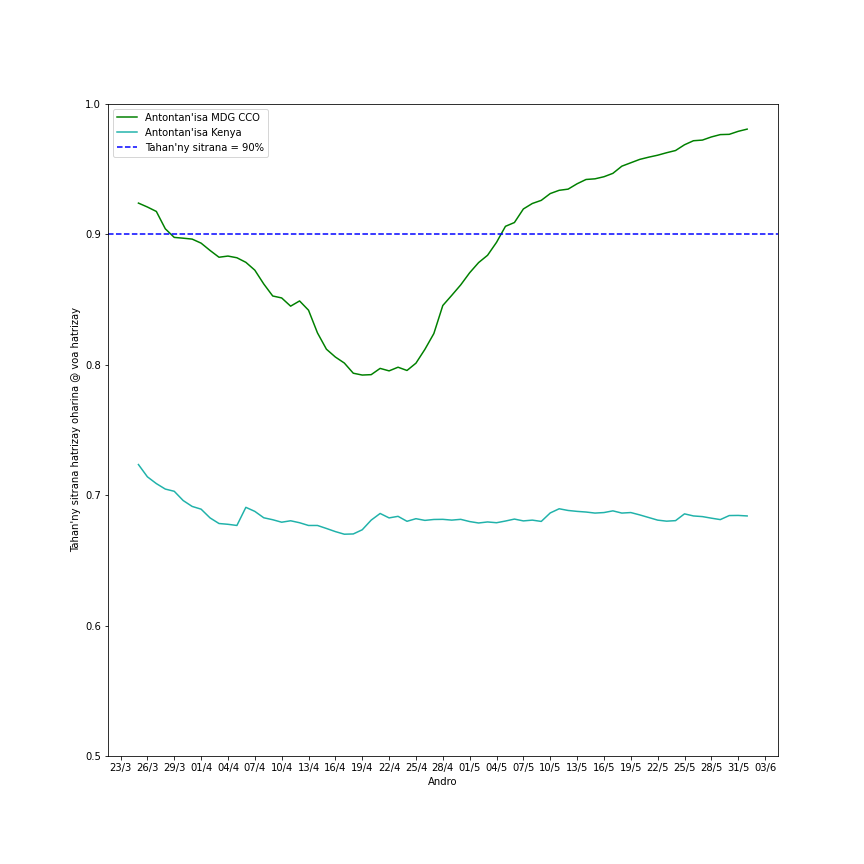 1.0
Antontan'isa MDG CCO
Antontan'isa Kenya
Tahan'ny sitrana = 90%
0.9
0.8
0.7
0.6
0.5
Tahan'ny sitrana hatrizay oharina @ voa hatrizay
23/3 26/3 29/3 01/4 04/4 07/4 10/4 13/4 16/4 19/4 22/4 25/4 28/4 01/5 04/5 07/5 10/5 13/5 16/5 19/5 22/5 25/5 28/5 31/5 03/6
Andro